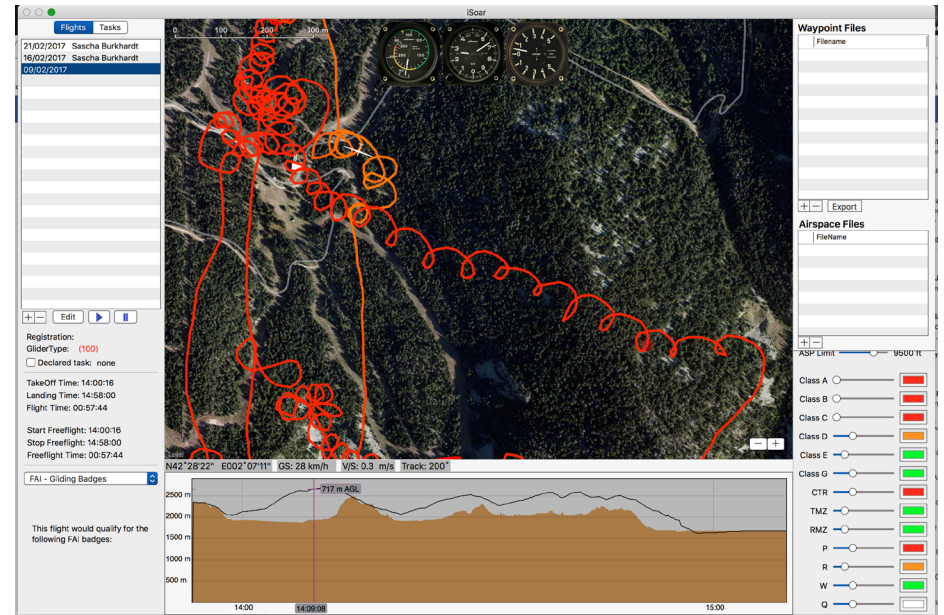 iSoar
Flights Tasks
21/02/2017 Sascha Burkhardt
16/02/2017 Sascha Burkhardt
09/02/2017
+ − Edit
Registration:
GliderType: (100)
Declared task: none
TakeOff Time: 14:00:16
Landing Time: 14:58:00
Flight Time: 00:57:44
Start Freeflight: 14:00:16
Stop Freeflight: 14:58:00
Freeflight Time: 00:57:44
FAI - Gliding Badges
This flight would qualify for the
following FAI badges:
0 100 200 300 m
Legal
− +
N42°28'22" E002°07'11" GS: 28 km/h V/S: 0.3 m/s Track: 200°
717 m AGL
2500 m
2000 m
1500 m
1000 m
500 m
14:00 14:09:08 15:00
Waypoint Files
Filename
+ − Export
Airspace Files
FileName
+ −
ASP Limit 9500 ft
Class A
Class B
Class C
Class D
Class E
Class G
CTR
TMZ
RMZ
P
R
W
Q